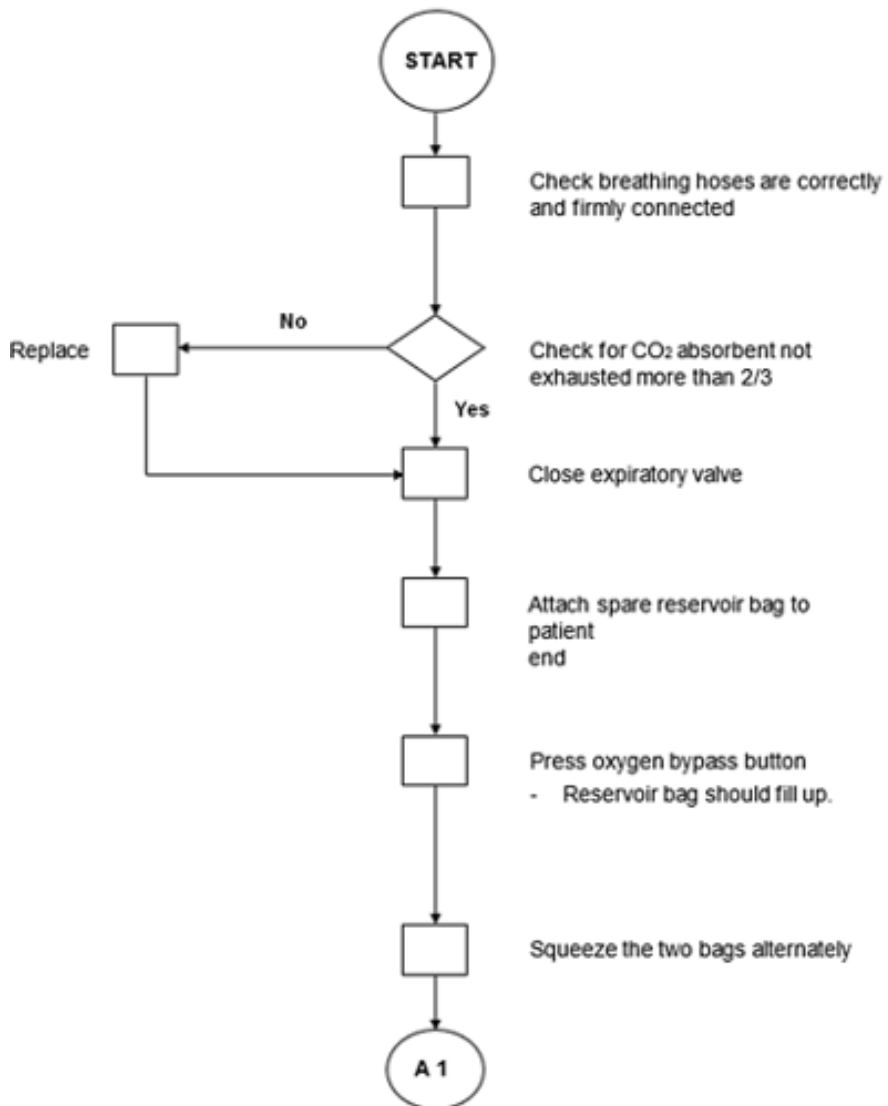 START
Check breathing hoses are correctly
and firmly connected
No
Replace
Check for CO₂ absorbent not
exhausted more than 2/3
Yes
Close expiratory valve
Attach spare reservoir bag to
patient
end
Press oxygen bypass button
- Reservoir bag should fill up.
Squeeze the two bags alternately
A 1